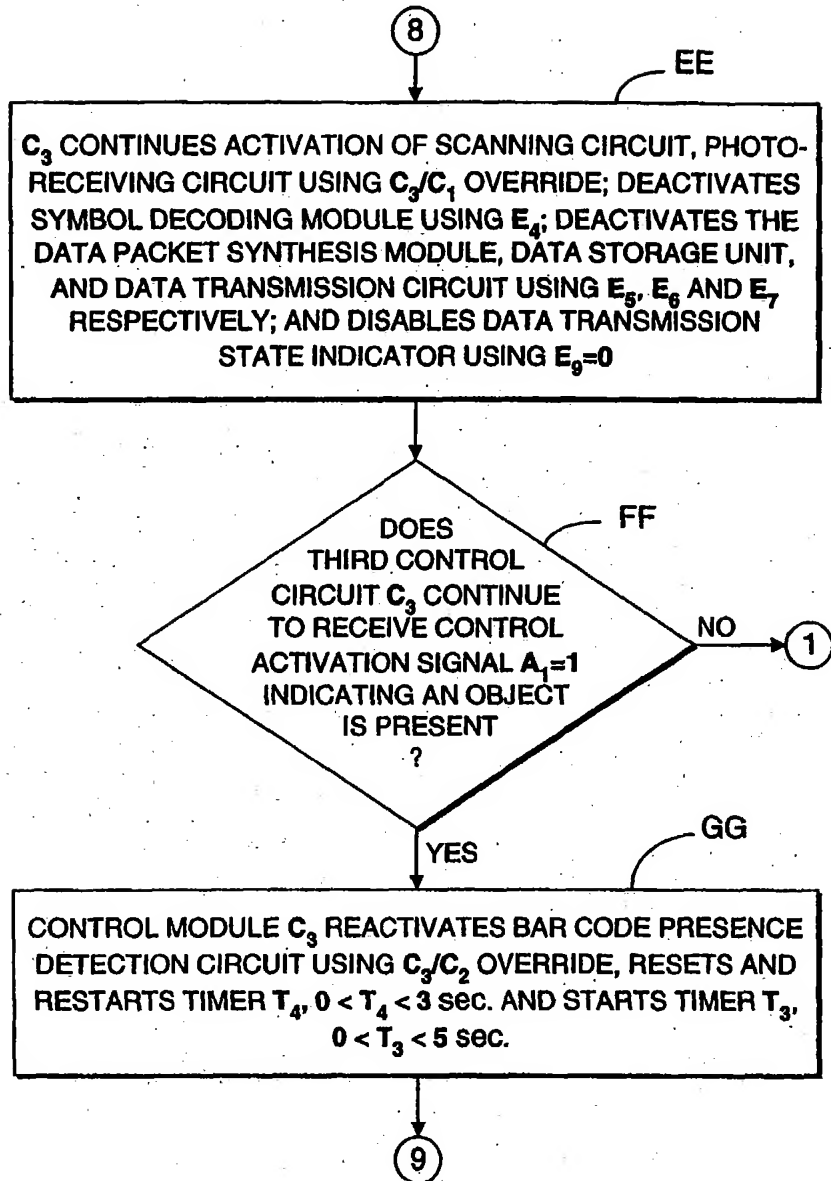 8
EE
C3 CONTINUES ACTIVATION OF SCANNING CIRCUIT, PHOTO-
RECEIVING CIRCUIT USING C3/C1 OVERRIDE; DEACTIVATES
SYMBOL DECODING MODULE USING E4; DEACTIVATES THE
DATA PACKET SYNTHESIS MODULE, DATA STORAGE UNIT,
AND DATA TRANSMISSION CIRCUIT USING E5, E6 AND E7
RESPECTIVELY; AND DISABLES DATA TRANSMISSION
STATE INDICATOR USING E9=0
FF
DOES
THIRD CONTROL
CIRCUIT C3 CONTINUE
TO RECEIVE CONTROL
ACTIVATION SIGNAL A1=1
INDICATING AN OBJECT
IS PRESENT
?
NO
1
YES
GG
CONTROL MODULE C3 REACTIVATES BAR CODE PRESENCE
DETECTION CIRCUIT USING C3/C2 OVERRIDE, RESETS AND
RESTARTS TIMER T4, 0 < T4 < 3 sec. AND STARTS TIMER T3,
0 < T3 < 5 sec.
9